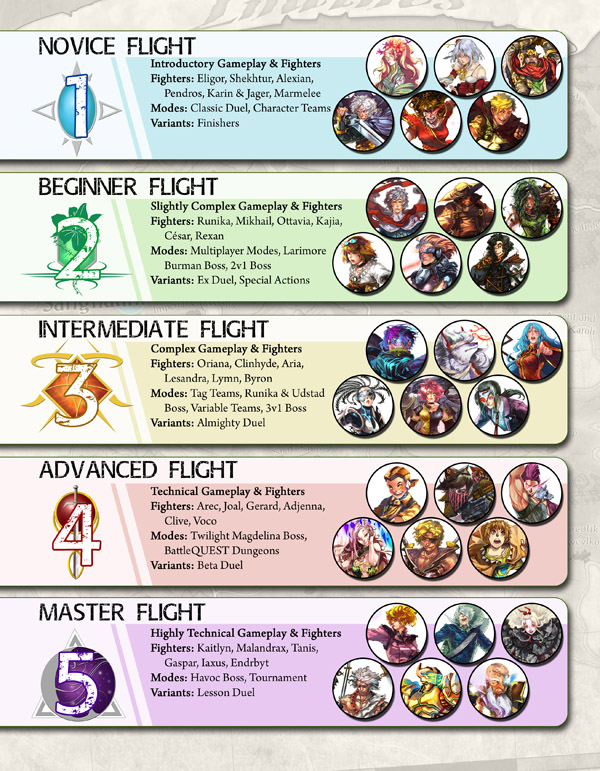 NOVICE FLIGHT
1
Introductory Gameplay & Fighters
Fighters: Eligor, Shekhtur, Alexian,
Pendros, Karin & Jager, Marmelee
Modes: Classic Duel, Character Teams
Variants: Finishers
BEGINNER FLIGHT
2
Slightly Complex Gameplay & Fighters
Fighters: Runika, Mikhail, Ottavia, Kajia,
César, Rexan
Modes: Multiplayer Modes, Larimore
Burman Boss, 2v1 Boss
Variants: Ex Duel, Special Actions
INTERMEDIATE FLIGHT
3
Complex Gameplay & Fighters
Fighters: Oriana, Clinhyde, Aria,
Lesandra, Lymn, Byron
Modes: Tag Teams, Runika & Udstad
Boss, Variable Teams, 3v1 Boss
Variants: Almighty Duel
ADVANCED FLIGHT
4
Technical Gameplay & Fighters
Fighters: Arec, Joal, Gerard, Adjenna,
Clive, Voco
Modes: Twilight Magdelina Boss,
BattleQUEST Dungeons
Variants: Beta Duel
MASTER FLIGHT
5
Highly Technical Gameplay & Fighters
Fighters: Kaitlyn, Malandrax, Tanis,
Gaspar, Iaxus, Endrbyt
Modes: Havoc Boss, Tournament
Variants: Lesson Duel